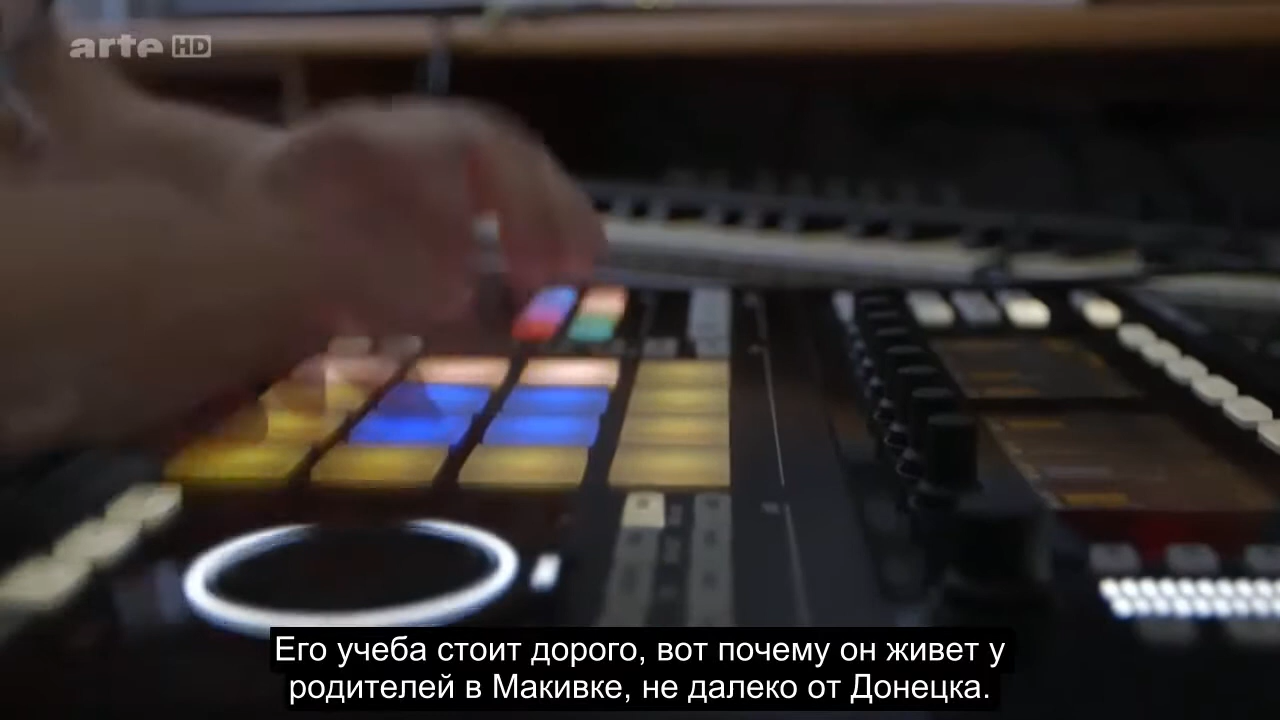 arte HD
Его учеба стоит дорого, вот почему он живет у
родителей в Макивке, не далеко от Донецка.